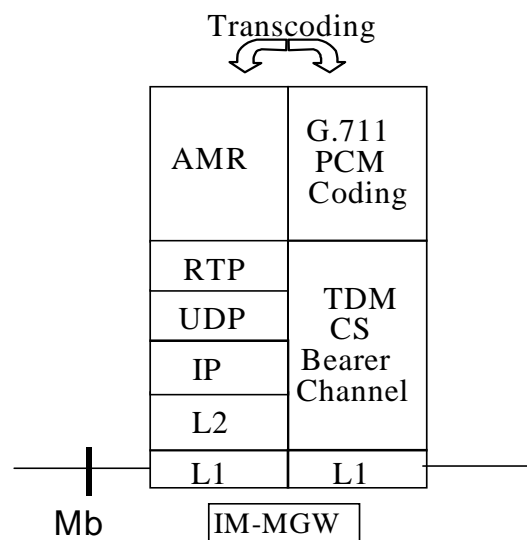 Transcoding
AMR
G.711
PCM
Coding
RTP
UDP
IP
L2
TDM
CS
Bearer
Channel
L1
L1
Mb
IM-MGW